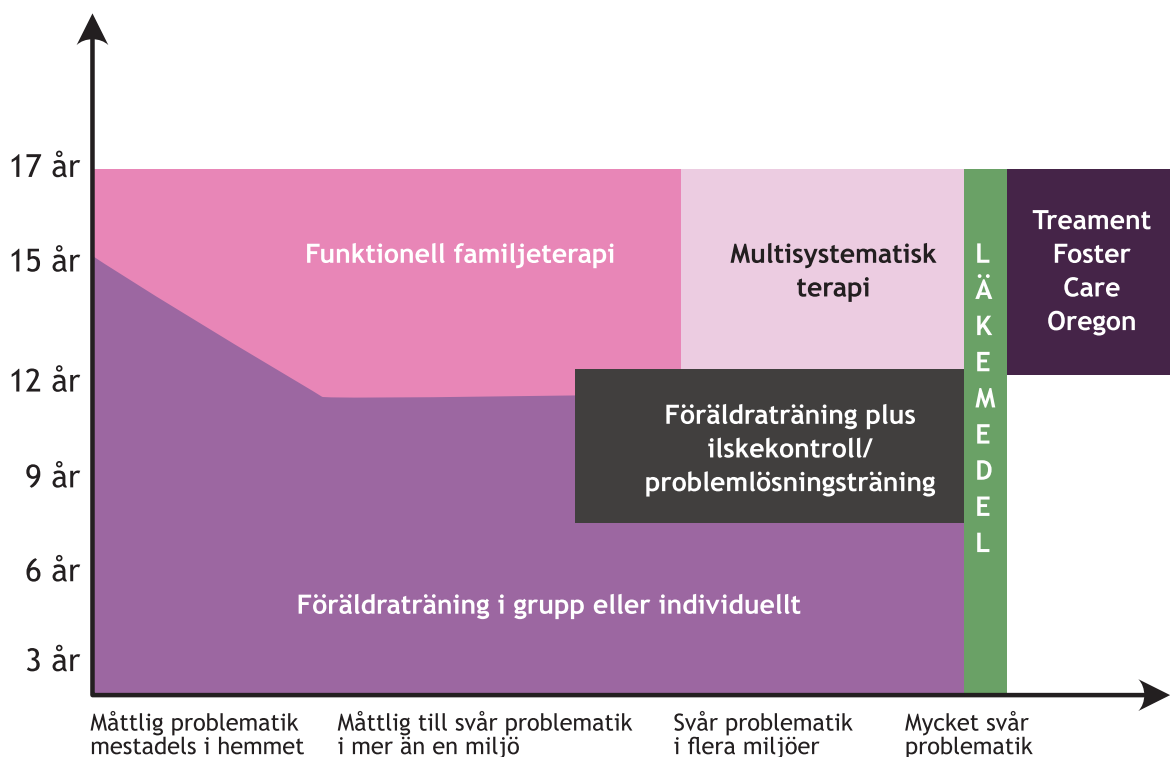 17 år
15 år
12 år
9 år
6 år
3 år
Funktionell familjeterapi
Multisystematisk
terapi
LÄKEMEDEL
Treament
Foster
Care
Oregon
Föräldraträning plus
ilskekontroll/
problemlösningsträning
Föräldraträning i grupp eller individuellt
Måttlig problematik
mestadels i hemmet
Måttlig till svår problematik
i mer än en miljö
Svår problematik
i flera miljöer
Mycket svår
problematik